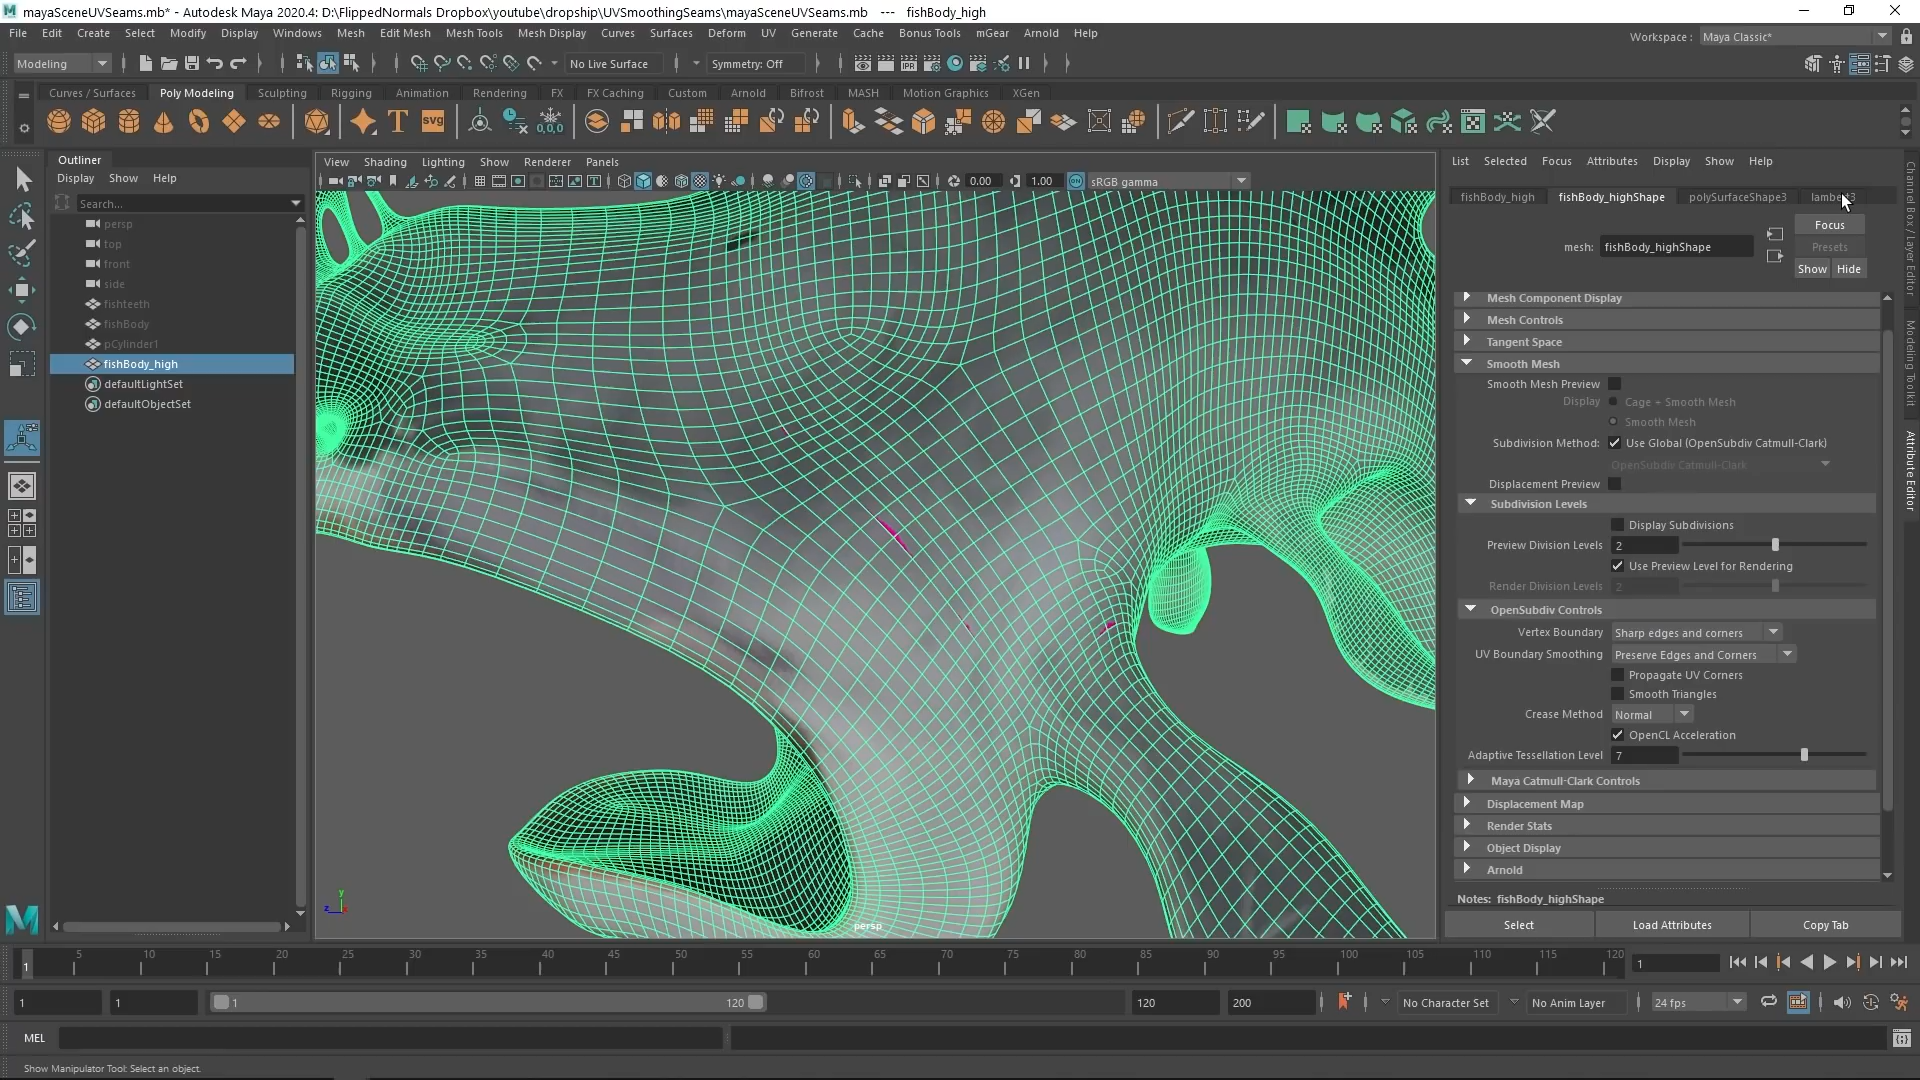 mayaSceneUVSeams.mb* - Autodesk Maya 2020.4: D:\FlippedNormals Dropbox\youtube\dropship\UVSmoothingSeams\mayaSceneUVSeams.mb --- fishBody_high
File Edit Create Select Modify Display Windows Mesh Edit Mesh Mesh Tools Mesh Display Curves Surfaces Deform UV Generate Cache Bonus Tools mGear Arnold Help
Workspace : Maya Classic*
Modeling No Live Surface Symmetry: Off
Curves / Surfaces Poly Modeling Sculpting Rigging Animation Rendering FX FX Caching Custom Arnold Bifrost MASH Motion Graphics XGen
T svg 0,0,0
Outliner
Display Show Help
Search...
persp
top
front
side
fishteeth
fishBody
pCylinder1
fishBody_high
defaultLightSet
defaultObjectSet
View Shading Lighting Show Renderer Panels
0.00 1.00 sRGB gamma
persp
List Selected Focus Attributes Display Show Help
fishBody_high fishBody_highShape polySurfaceShape3
mesh: fishBody_highShape
Focus
Presets
Show Hide
Mesh Component Display
Mesh Controls
Tangent Space
Smooth Mesh
Smooth Mesh Preview
Display Cage + Smooth Mesh
Smooth Mesh
Subdivision Method: Use Global (OpenSubdiv Catmull-Clark)
OpenSubdiv Catmull-Clark
Displacement Preview
Subdivision Levels
Display Subdivisions
Preview Division Levels 2
Use Preview Level for Rendering
Render Division Levels 2
OpenSubdiv Controls
Vertex Boundary Sharp edges and corners
UV Boundary Smoothing Preserve Edges and Corners
Propagate UV Corners
Smooth Triangles
Crease Method Normal
OpenCL Acceleration
Adaptive Tessellation Level 7
Maya Catmull-Clark Controls
Displacement Map
Render Stats
Object Display
Arnold
Notes: fishBody_highShape
Select Load Attributes Copy Tab
Channel Box / Layer Editor
Modeling Toolkit
Attribute Editor
1 5 10 15 20 25 30 35 40 45 50 55 60 65 70 75 80 85 90 95 100 105 110 115 120 1
1 1 1 120 120 200 No Character Set No Anim Layer 24 fps
MEL
Show Manipulator Tool: Select an object.